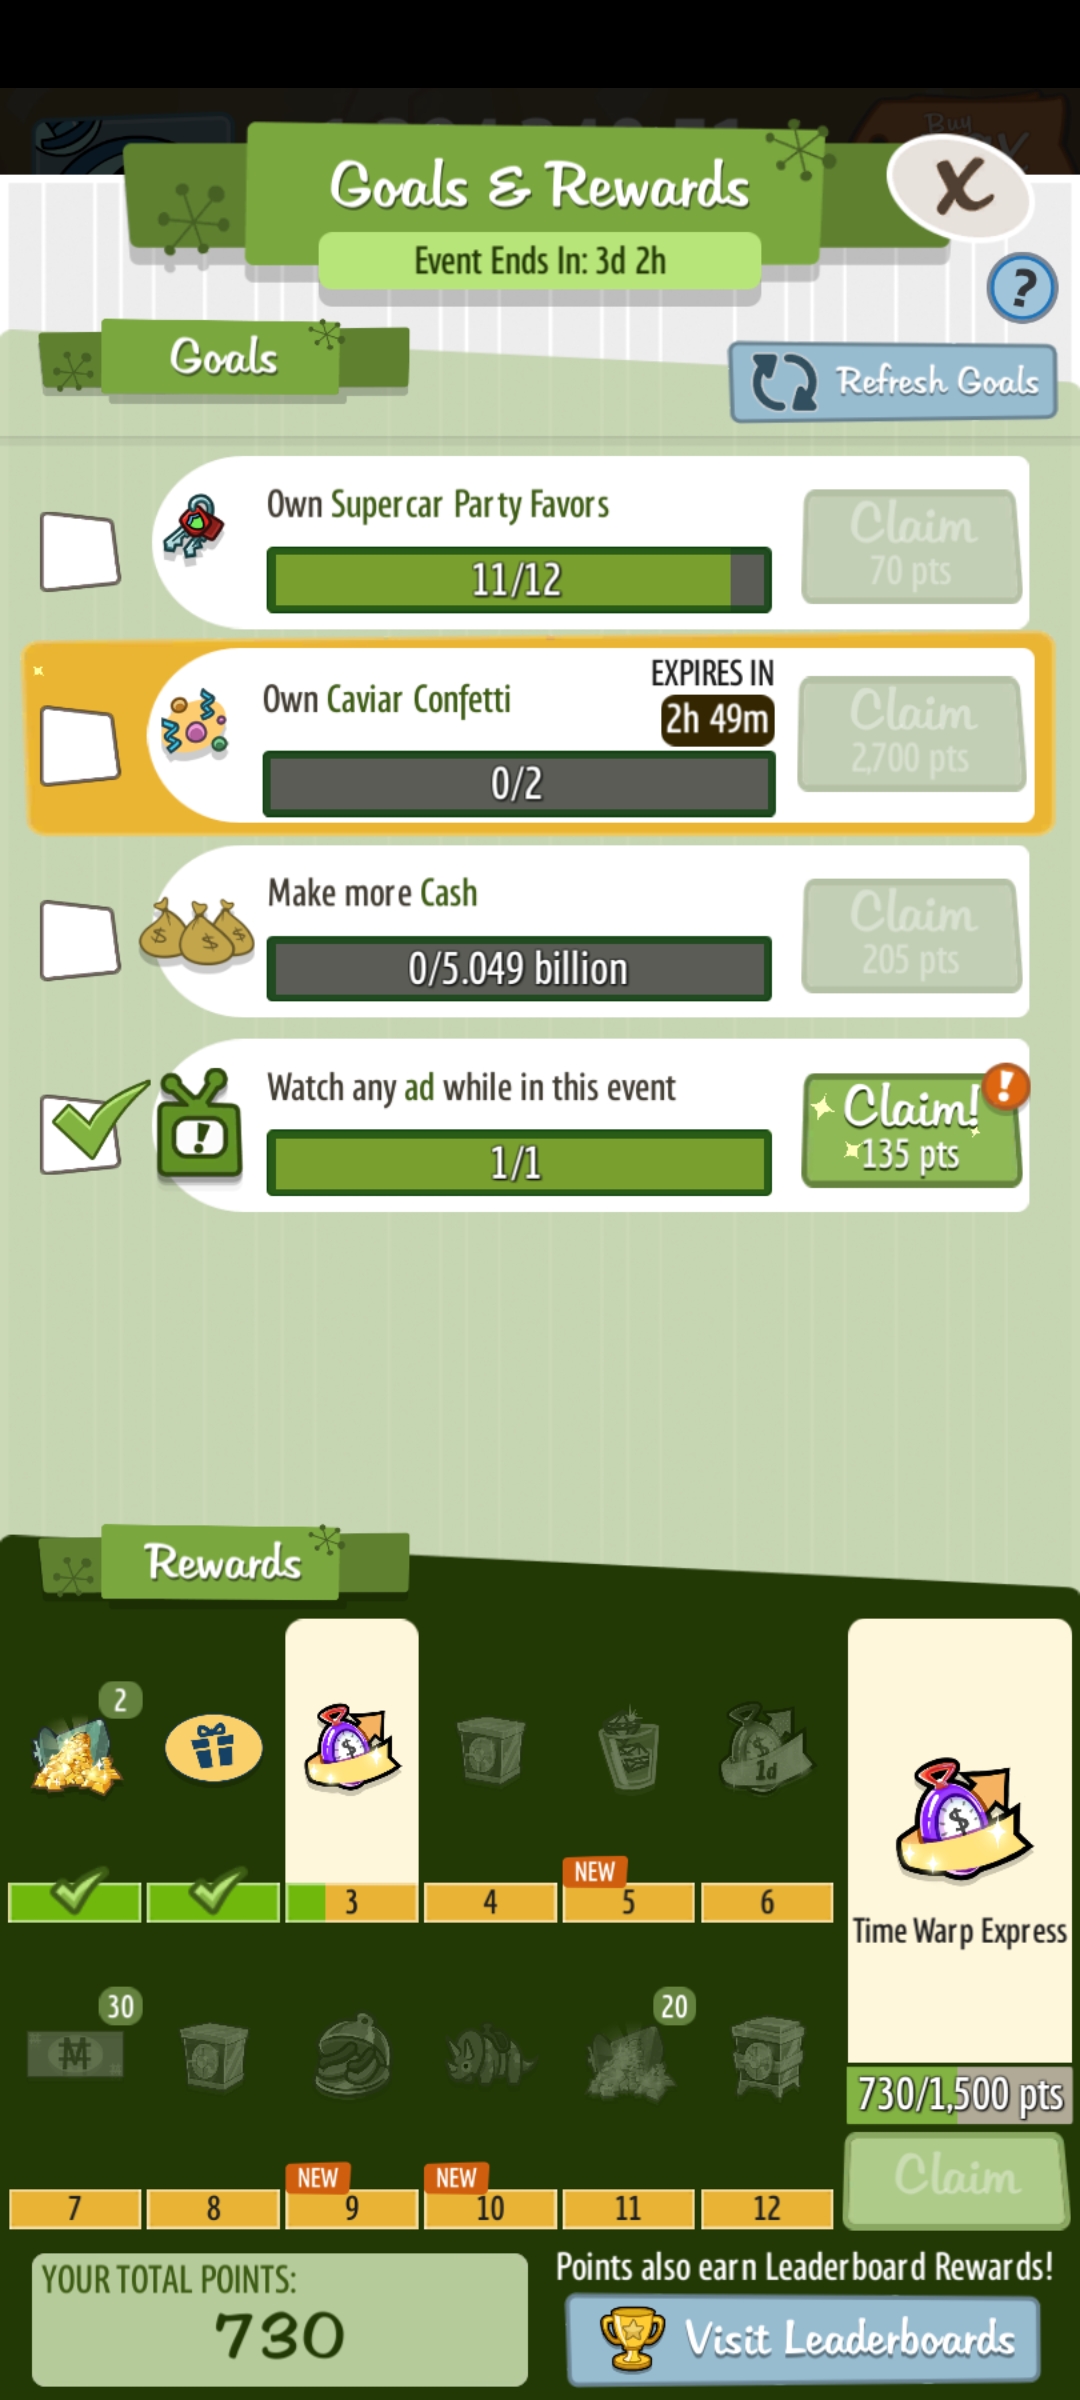 Buy
Goals & Rewards
X
Event Ends In: 3d 2h
?
Goals
Refresh Goals
Own Supercar Party Favors
11/12
Claim
70 pts
EXPIRES IN
Own Caviar Confetti
2h 49m
0/2
Claim
2,700 pts
Make more Cash
0/5.049 billion
Claim
205 pts
Watch any ad while in this event
1/1
Claim!
135 pts
!
Rewards
2
1d
NEW
3
4
5
6
Time Warp Express
30
20
730/1,500 pts
NEW
NEW
7
8
9
10
11
12
Claim
YOUR TOTAL POINTS:
730
Points also earn Leaderboard Rewards!
Visit Leaderboards